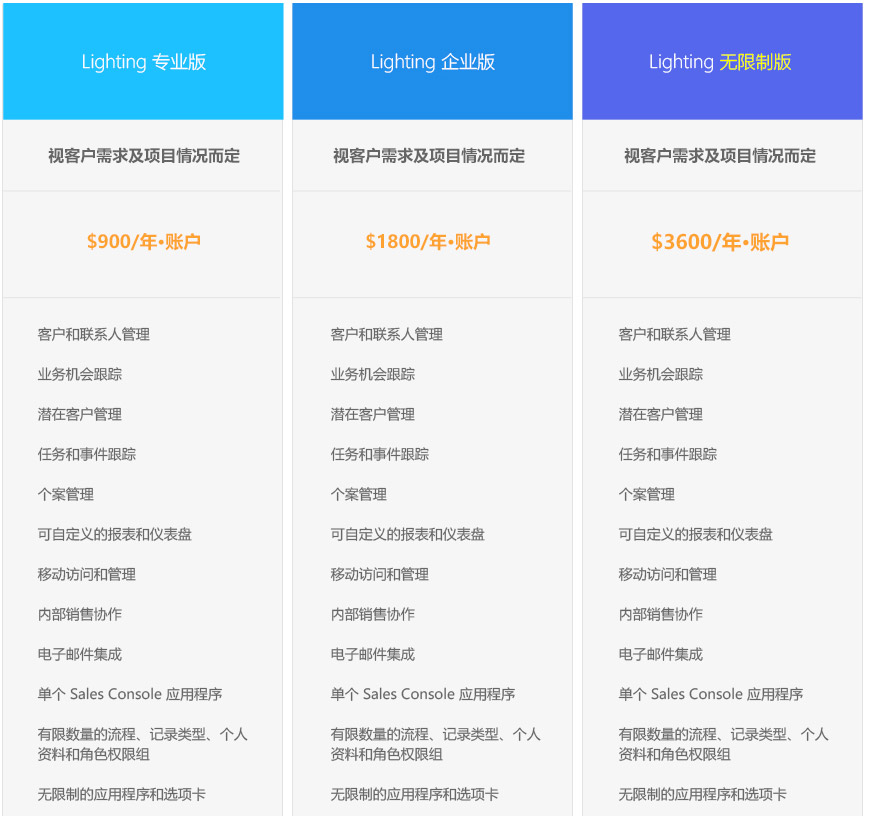 Lighting 专业版
视客户需求及项目情况而定
$900/年•账户
客户和联系人管理
业务机会跟踪
潜在客户管理
任务和事件跟踪
个案管理
可自定义的报表和仪表盘
移动访问和管理
内部销售协作
电子邮件集成
单个 Sales Console 应用程序
有限数量的流程、记录类型、个人
资料和角色权限组
无限制的应用程序和选项卡
Lighting 企业版
视客户需求及项目情况而定
$1800/年•账户
客户和联系人管理
业务机会跟踪
潜在客户管理
任务和事件跟踪
个案管理
可自定义的报表和仪表盘
移动访问和管理
内部销售协作
电子邮件集成
单个 Sales Console 应用程序
有限数量的流程、记录类型、个人
资料和角色权限组
无限制的应用程序和选项卡
Lighting 无限制版
视客户需求及项目情况而定
$3600/年•账户
客户和联系人管理
业务机会跟踪
潜在客户管理
任务和事件跟踪
个案管理
可自定义的报表和仪表盘
移动访问和管理
内部销售协作
电子邮件集成
单个 Sales Console 应用程序
有限数量的流程、记录类型、个人
资料和角色权限组
无限制的应用程序和选项卡